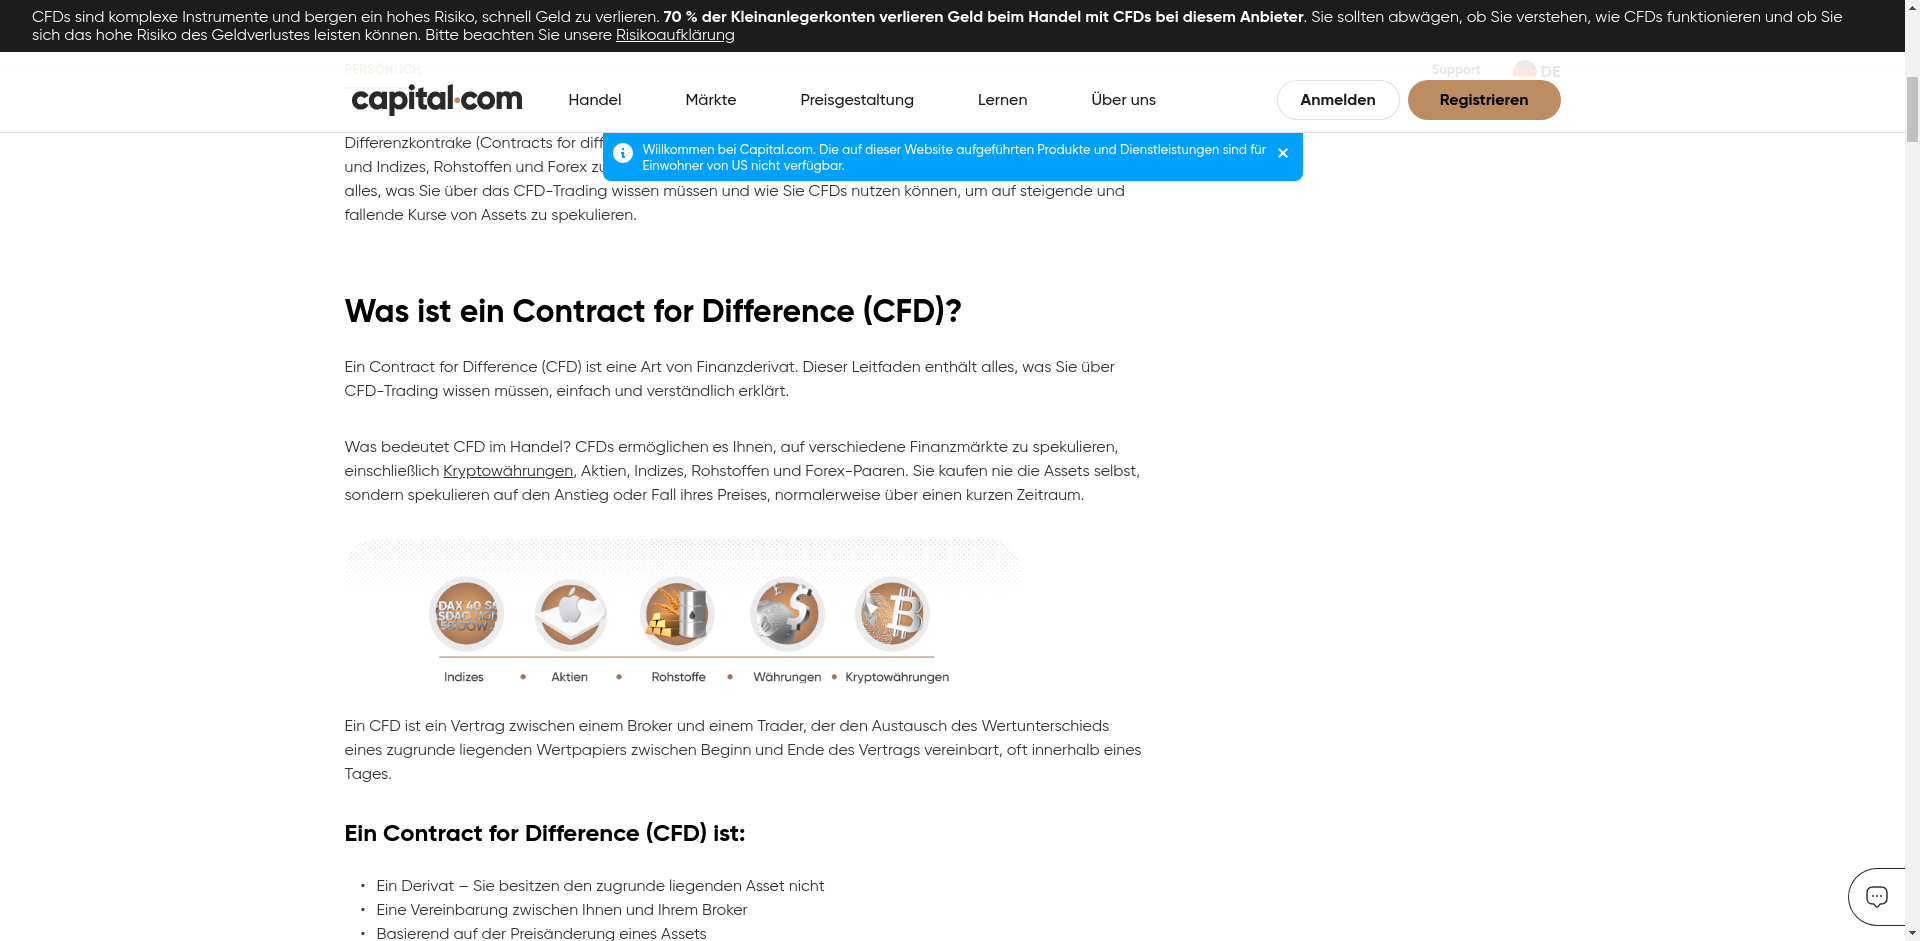 CFDs sind komplexe Instrumente und bergen ein hohes Risiko, schnell Geld zu verlieren. 70 % der Kleinanlegerkonten verlieren Geld beim Handel mit CFDs bei diesem Anbieter. Sie sollten abwägen, ob Sie verstehen, wie CFDs funktionieren und ob Sie
sich das hohe Risiko des Geldverlustes leisten können. Bitte beachten Sie unsere Risikoaufklärung
PERSÖNLICH
Support
DE
capital.com
Handel
Märkte
Preisgestaltung
Lernen
Über uns
Anmelden
Registrieren
Willkommen bei Capital.com. Die auf dieser Website aufgeführten Produkte und Dienstleistungen sind für
Einwohner von US nicht verfügbar.
Differenzkontrake (Contracts for diff
und Indizes, Rohstoffen und Forex zu
alles, was Sie über das CFD-Trading wissen müssen und wie Sie CFDs nutzen können, um auf steigende und
fallende Kurse von Assets zu spekulieren.
Was ist ein Contract for Difference (CFD)?
Ein Contract for Difference (CFD) ist eine Art von Finanzderivat. Dieser Leitfaden enthält alles, was Sie über
CFD-Trading wissen müssen, einfach und verständlich erklärt.
Was bedeutet CFD im Handel? CFDs ermöglichen es Ihnen, auf verschiedene Finanzmärkte zu spekulieren,
einschließlich Kryptowährungen, Aktien, Indizes, Rohstoffen und Forex-Paaren. Sie kaufen nie die Assets selbst,
sondern spekulieren auf den Anstieg oder Fall ihres Preises, normalerweise über einen kurzen Zeitraum.
DAX 40
Indizes • Aktien • Rohstoffe • Währungen • Kryptowährungen
Ein CFD ist ein Vertrag zwischen einem Broker und einem Trader, der den Austausch des Wertunterschieds
eines zugrunde liegenden Wertpapiers zwischen Beginn und Ende des Vertrags vereinbart, oft innerhalb eines
Tages.
Ein Contract for Difference (CFD) ist:
• Ein Derivat – Sie besitzen den zugrunde liegenden Asset nicht
• Eine Vereinbarung zwischen Ihnen und Ihrem Broker
• Basierend auf der Preisänderung eines Assets